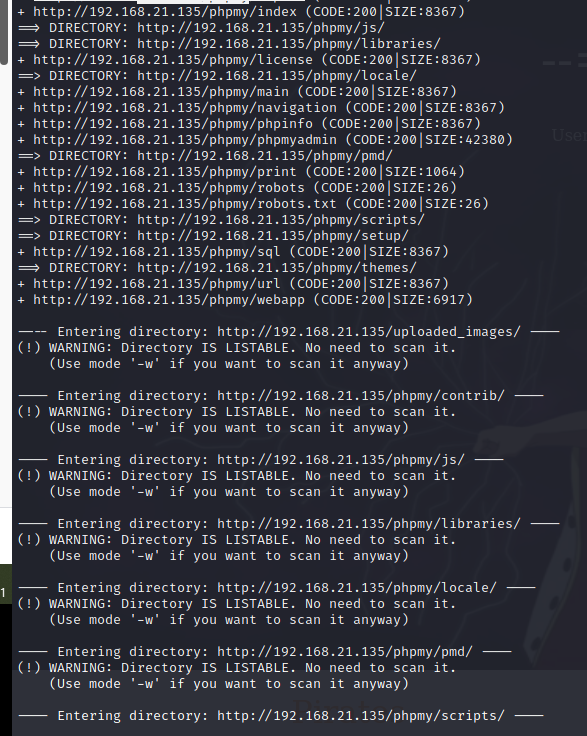 + http://192.168.21.135/phpmy/index (CODE:200|SIZE:8367)
==> DIRECTORY: http://192.168.21.135/phpmy/js/
==> DIRECTORY: http://192.168.21.135/phpmy/libraries/
+ http://192.168.21.135/phpmy/license (CODE:200|SIZE:8367)
==> DIRECTORY: http://192.168.21.135/phpmy/locale/
+ http://192.168.21.135/phpmy/main (CODE:200|SIZE:8367)
+ http://192.168.21.135/phpmy/navigation (CODE:200|SIZE:8367)
+ http://192.168.21.135/phpmy/phpinfo (CODE:200|SIZE:8367)
+ http://192.168.21.135/phpmy/phpmyadmin (CODE:200|SIZE:42380)
==> DIRECTORY: http://192.168.21.135/phpmy/pmd/
+ http://192.168.21.135/phpmy/print (CODE:200|SIZE:1064)
+ http://192.168.21.135/phpmy/robots (CODE:200|SIZE:26)
+ http://192.168.21.135/phpmy/robots.txt (CODE:200|SIZE:26)
==> DIRECTORY: http://192.168.21.135/phpmy/scripts/
==> DIRECTORY: http://192.168.21.135/phpmy/setup/
+ http://192.168.21.135/phpmy/sql (CODE:200|SIZE:8367)
==> DIRECTORY: http://192.168.21.135/phpmy/themes/
+ http://192.168.21.135/phpmy/url (CODE:200|SIZE:8367)
+ http://192.168.21.135/phpmy/webapp (CODE:200|SIZE:6917)
---- Entering directory: http://192.168.21.135/uploaded_images/ ----
(!) WARNING: Directory IS LISTABLE. No need to scan it.
(Use mode '-w' if you want to scan it anyway)
---- Entering directory: http://192.168.21.135/phpmy/contrib/ ----
(!) WARNING: Directory IS LISTABLE. No need to scan it.
(Use mode '-w' if you want to scan it anyway)
---- Entering directory: http://192.168.21.135/phpmy/js/ ----
(!) WARNING: Directory IS LISTABLE. No need to scan it.
(Use mode '-w' if you want to scan it anyway)
---- Entering directory: http://192.168.21.135/phpmy/libraries/ ----
(!) WARNING: Directory IS LISTABLE. No need to scan it.
(Use mode '-w' if you want to scan it anyway)
---- Entering directory: http://192.168.21.135/phpmy/locale/ ----
(!) WARNING: Directory IS LISTABLE. No need to scan it.
(Use mode '-w' if you want to scan it anyway)
---- Entering directory: http://192.168.21.135/phpmy/pmd/ ----
(!) WARNING: Directory IS LISTABLE. No need to scan it.
(Use mode '-w' if you want to scan it anyway)
---- Entering directory: http://192.168.21.135/phpmy/scripts/ ----
1